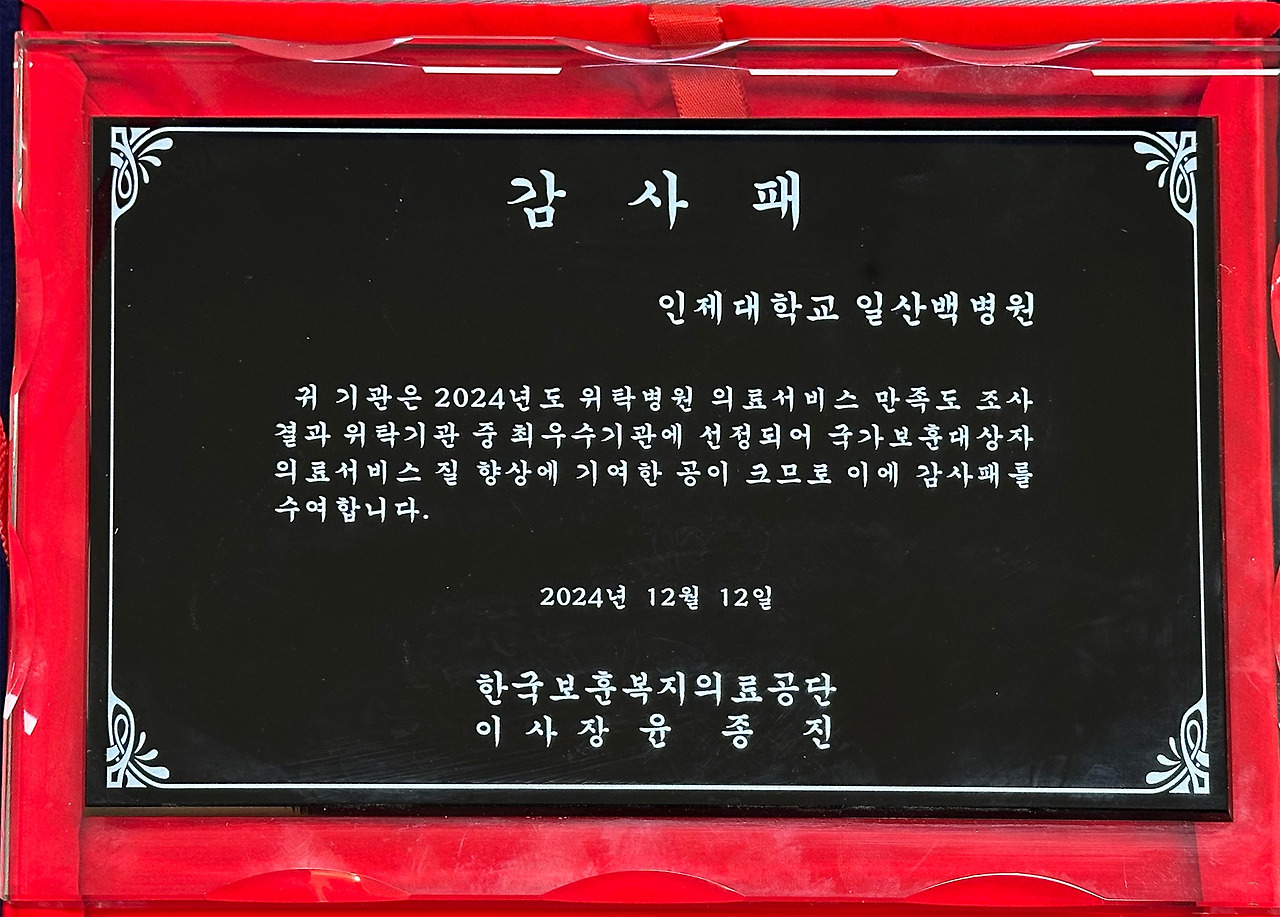 감 사 패
인제대학교 일산백병원
귀 기관은 2024년도 위탁병원 의료서비스 만족도 조사
결과 위탁기관 중 최우수기관에 선정되어 국가보훈대상자
의료서비스 질 향상에 기여한 공이 크므로 이에 감사패를
수여합니다.
2024년 12월 12일
한국보훈복지의료공단
이 사 장 윤 종 진